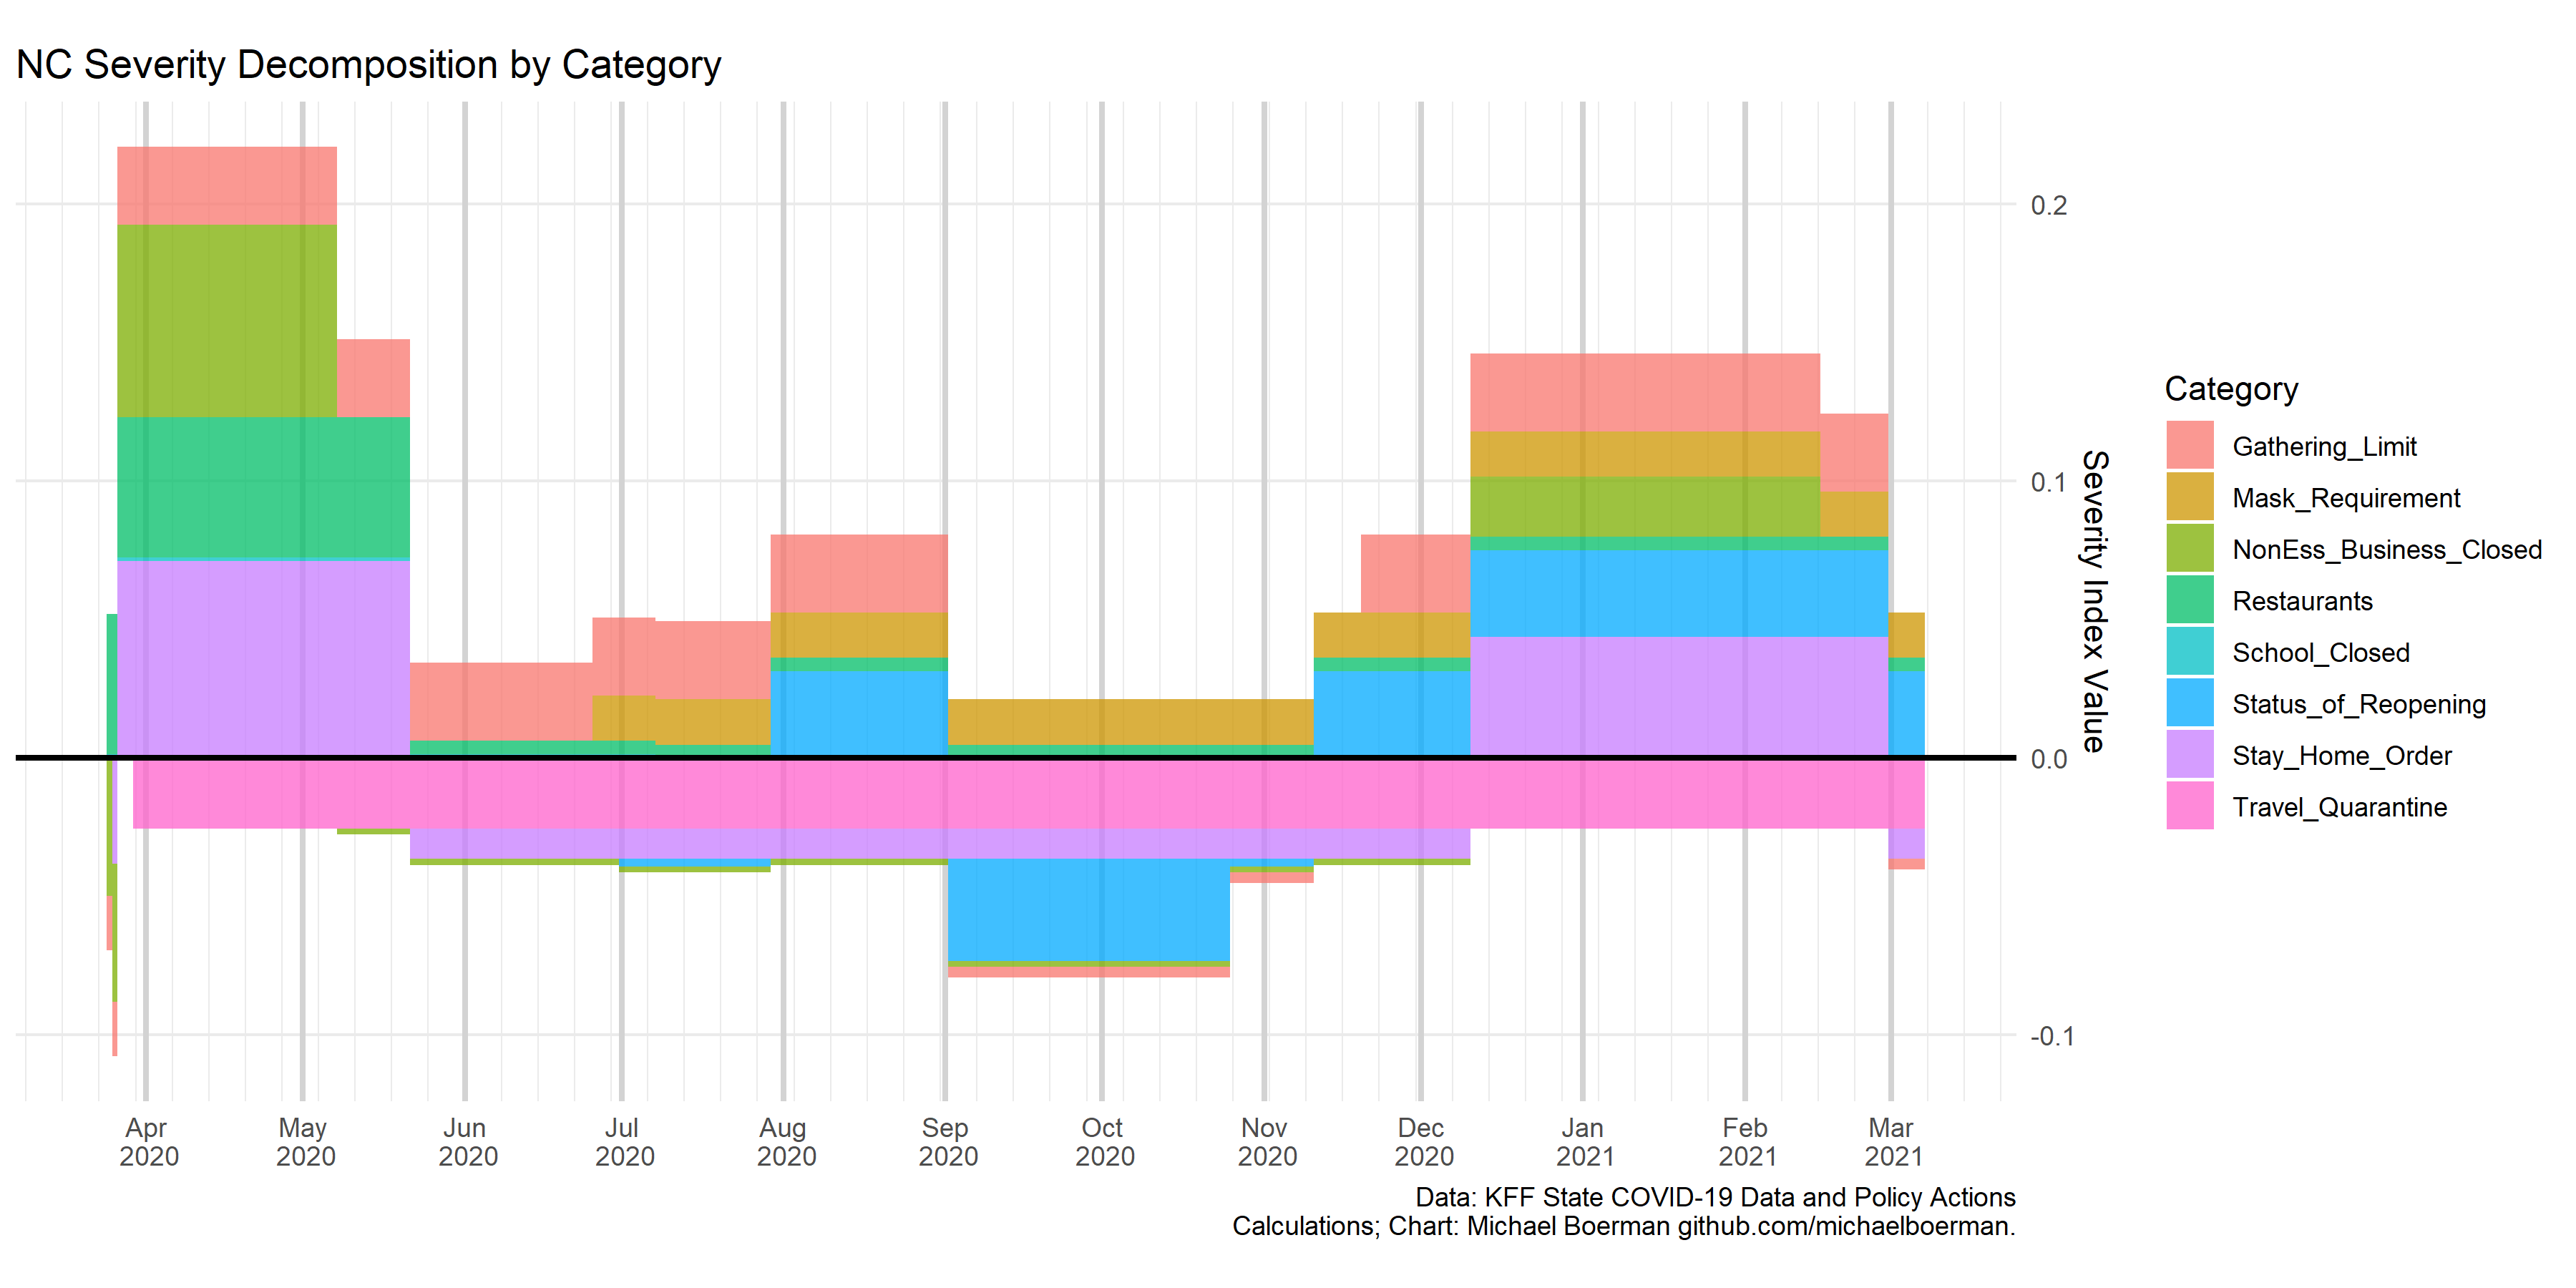 NC Severity Decomposition by Category
0.2
0.1
0.0
-0.1
Severity Index Value
Category
Gathering_Limit
Mask_Requirement
NonEss_Business_Closed
Restaurants
School_Closed
Status_of_Reopening
Stay_Home_Order
Travel_Quarantine
Apr May Jun Jul Aug Sep Oct Nov Dec Jan Feb Mar
2020 2020 2020 2020 2020 2020 2020 2020 2020 2021 2021 2021
Data: KFF State COVID-19 Data and Policy Actions
Calculations; Chart: Michael Boerman github.com/michaelboerman.